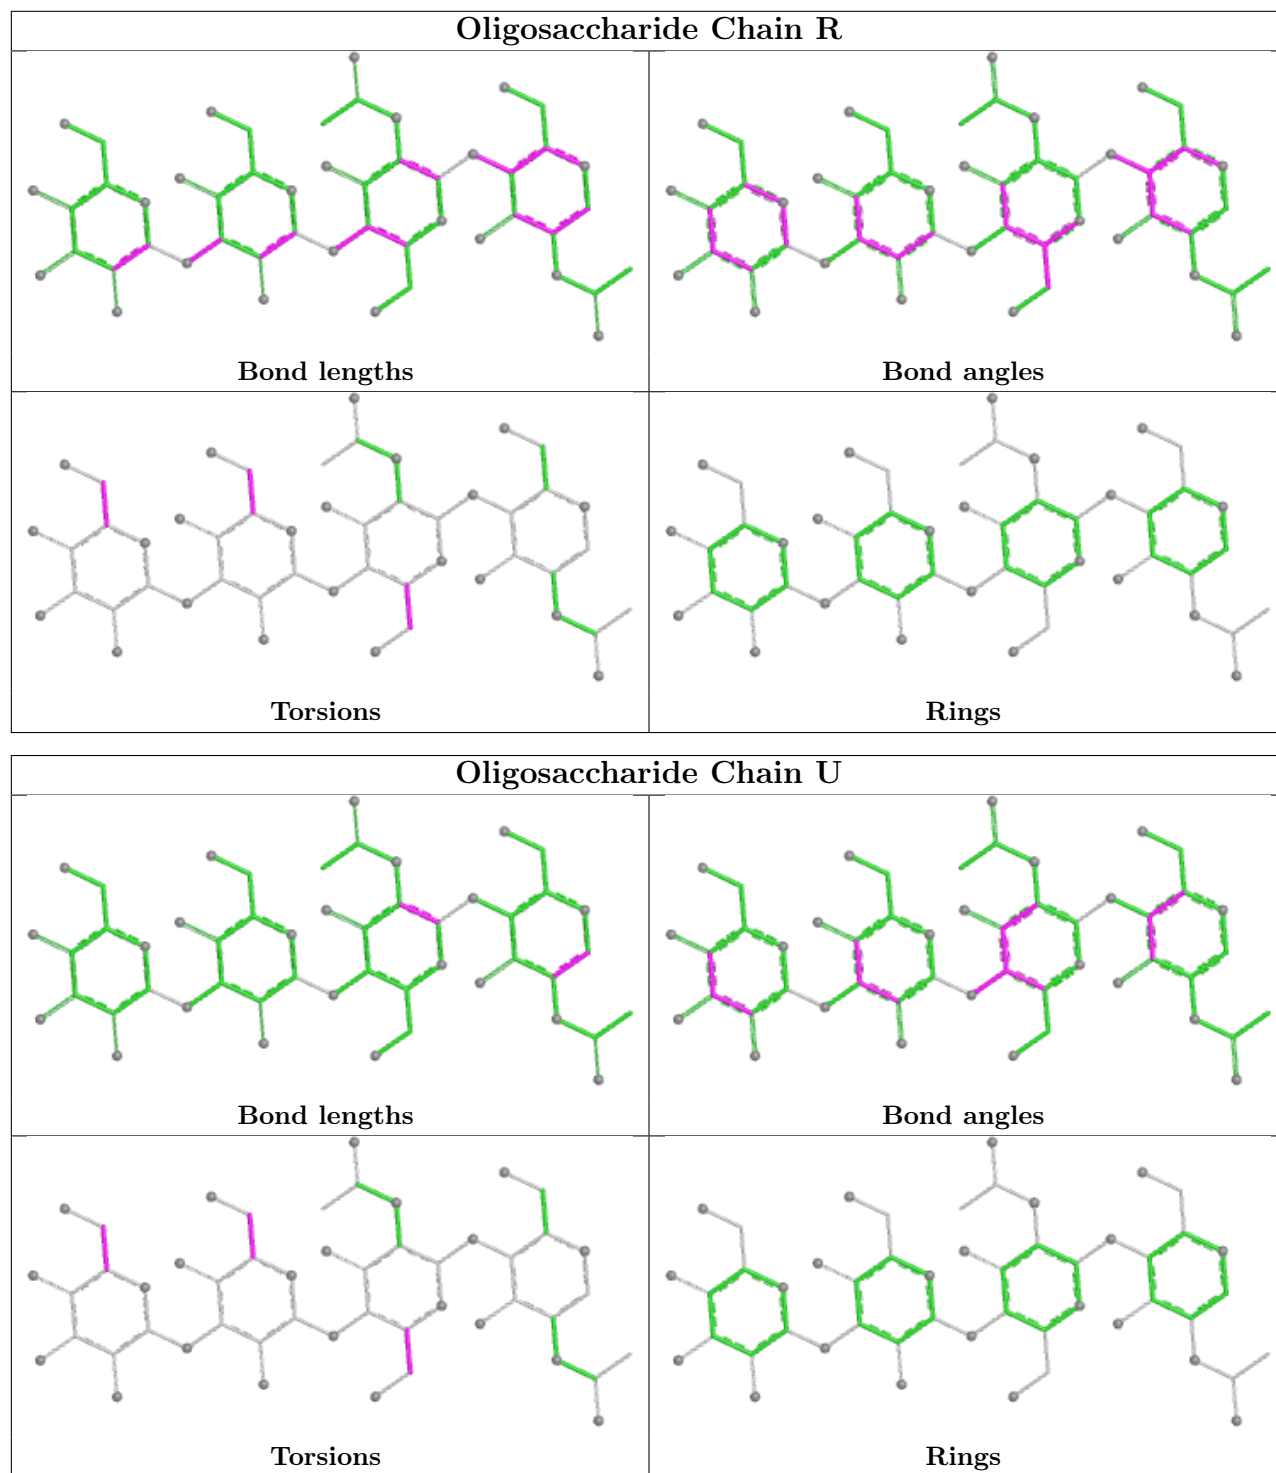 Oligosaccharide Chain R
Bond lengths
Bond angles
Torsions
Rings
Oligosaccharide Chain U
Bond lengths
Bond angles
Torsions
Rings